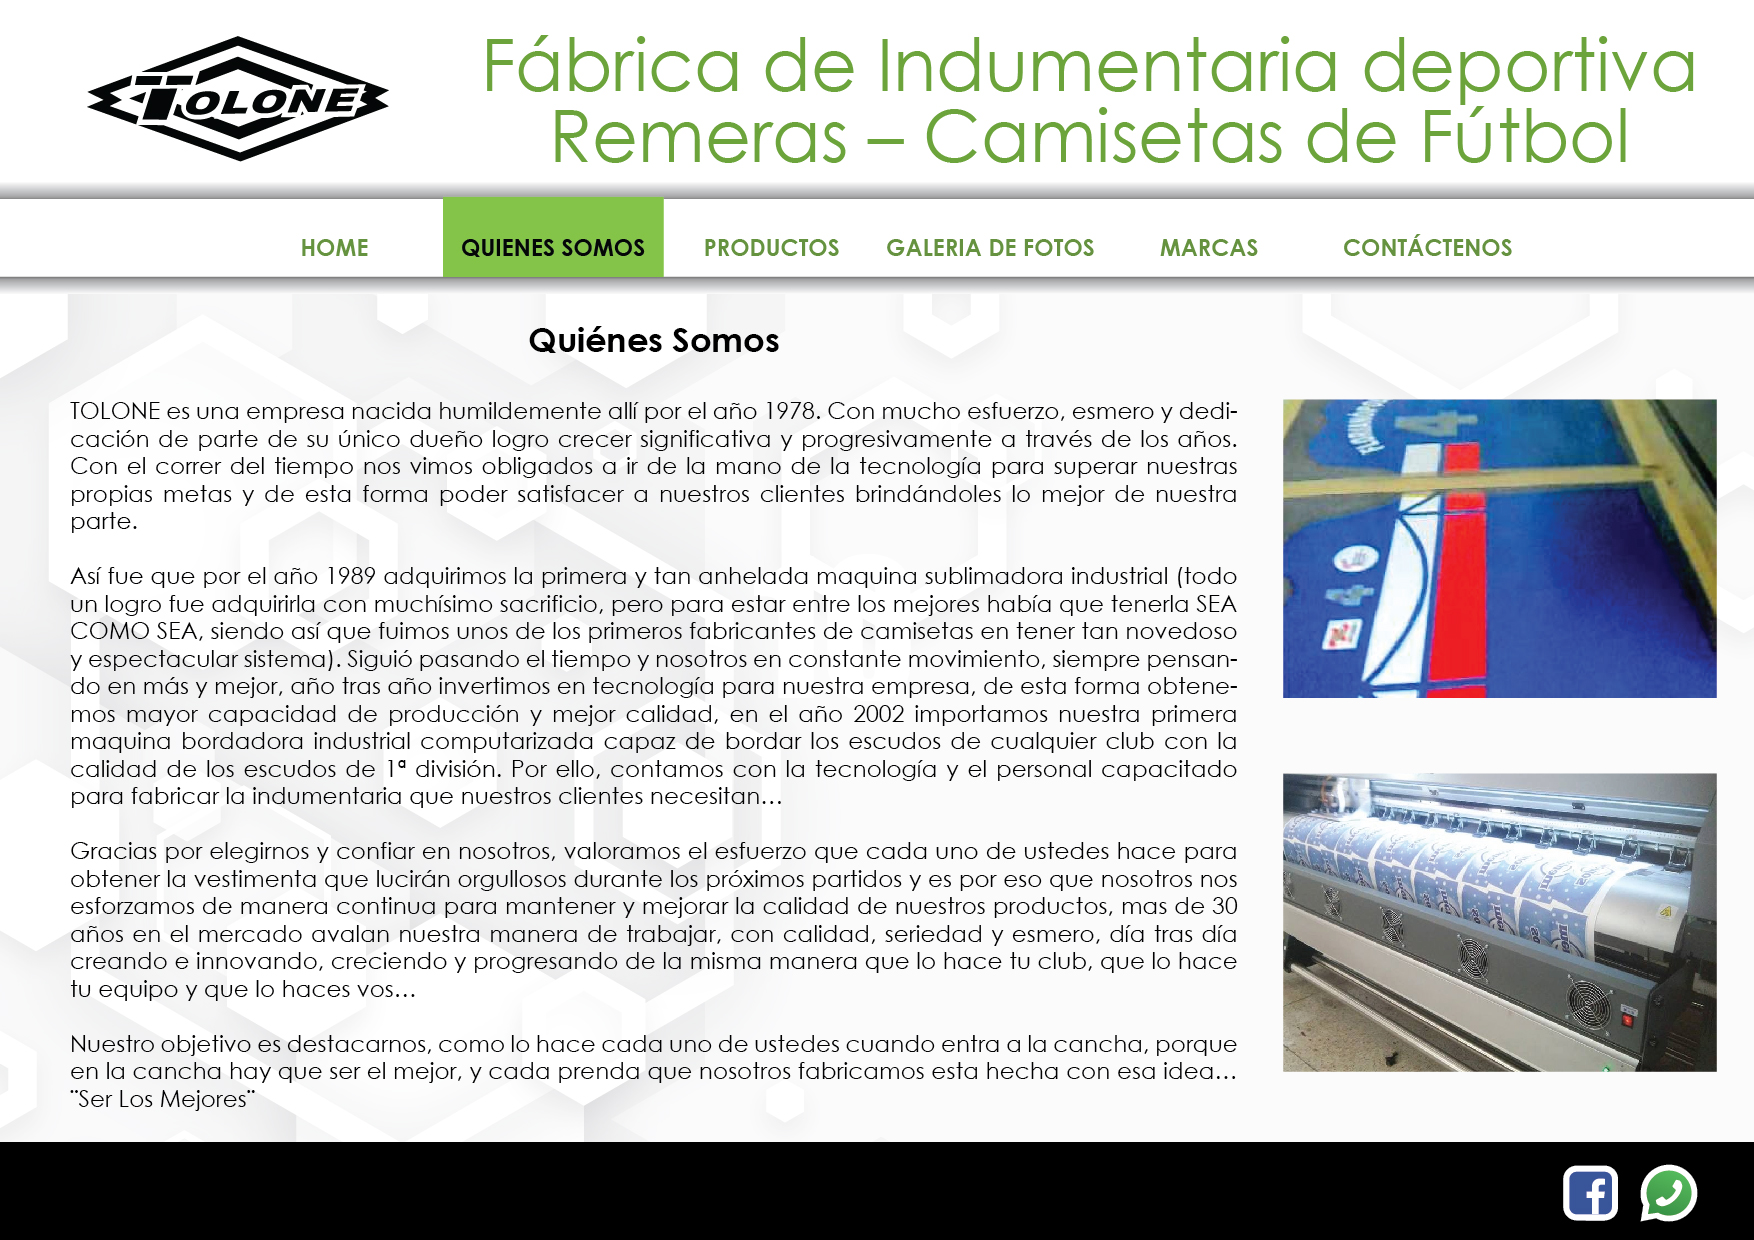 TOLONE
Fábrica de Indumentaria deportiva
Remeras – Camisetas de Fútbol
HOME
QUIENES SOMOS
PRODUCTOS
GALERIA DE FOTOS
MARCAS
CONTÁCTENOS
Quiénes Somos
TOLONE es una empresa nacida humildemente allí por el año 1978. Con mucho esfuerzo, esmero y dedi-
cación de parte de su único dueño logro crecer significativa y progresivamente a través de los años.
Con el correr del tiempo nos vimos obligados a ir de la mano de la tecnología para superar nuestras
propias metas y de esta forma poder satisfacer a nuestros clientes brindándoles lo mejor de nuestra
parte.
Así fue que por el año 1989 adquirimos la primera y tan anhelada maquina sublimadora industrial (todo
un logro fue adquirirla con muchísimo sacrificio, pero para estar entre los mejores había que tenerla SEA
COMO SEA, siendo así que fuimos unos de los primeros fabricantes de camisetas en tener tan novedoso
y espectacular sistema). Siguió pasando el tiempo y nosotros en constante movimiento, siempre pensan-
do en más y mejor, año tras año invertimos en tecnología para nuestra empresa, de esta forma obtene-
mos mayor capacidad de producción y mejor calidad, en el año 2002 importamos nuestra primera
maquina bordadora industrial computarizada capaz de bordar los escudos de cualquier club con la
calidad de los escudos de 1ª división. Por ello, contamos con la tecnología y el personal capacitado
para fabricar la indumentaria que nuestros clientes necesitan…
Gracias por elegirnos y confiar en nosotros, valoramos el esfuerzo que cada uno de ustedes hace para
obtener la vestimenta que lucirán orgullosos durante los próximos partidos y es por eso que nosotros nos
esforzamos de manera continua para mantener y mejorar la calidad de nuestros productos, mas de 30
años en el mercado avalan nuestra manera de trabajar, con calidad, seriedad y esmero, día tras día
creando e innovando, creciendo y progresando de la misma manera que lo hace tu club, que lo hace
tu equipo y que lo haces vos…
Nuestro objetivo es destacarnos, como lo hace cada uno de ustedes cuando entra a la cancha, porque
en la cancha hay que ser el mejor, y cada prenda que nosotros fabricamos esta hecha con esa idea…
¨Ser Los Mejores¨
4
4